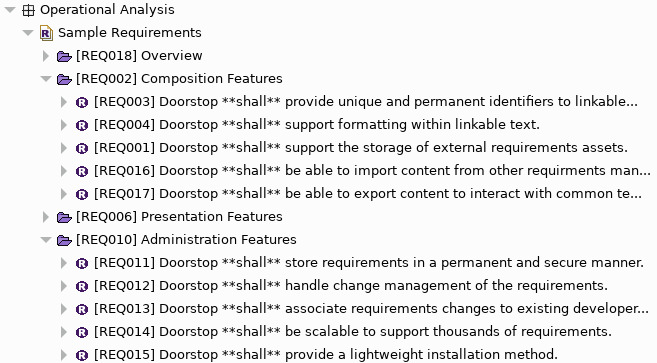 Operational Analysis
Sample Requirements
[REQ018] Overview
[REQ002] Composition Features
[REQ003] Doorstop **shall** provide unique and permanent identifiers to linkable...
[REQ004] Doorstop **shall** support formatting within linkable text.
[REQ001] Doorstop **shall** support the storage of external requirements assets.
[REQ016] Doorstop **shall** be able to import content from other requirments man...
[REQ017] Doorstop **shall** be able to export content to interact with common te...
[REQ006] Presentation Features
[REQ010] Administration Features
[REQ011] Doorstop **shall** store requirements in a permanent and secure manner.
[REQ012] Doorstop **shall** handle change management of the requirements.
[REQ013] Doorstop **shall** associate requirements changes to existing developer...
[REQ014] Doorstop **shall** be scalable to support thousands of requirements.
[REQ015] Doorstop **shall** provide a lightweight installation method.